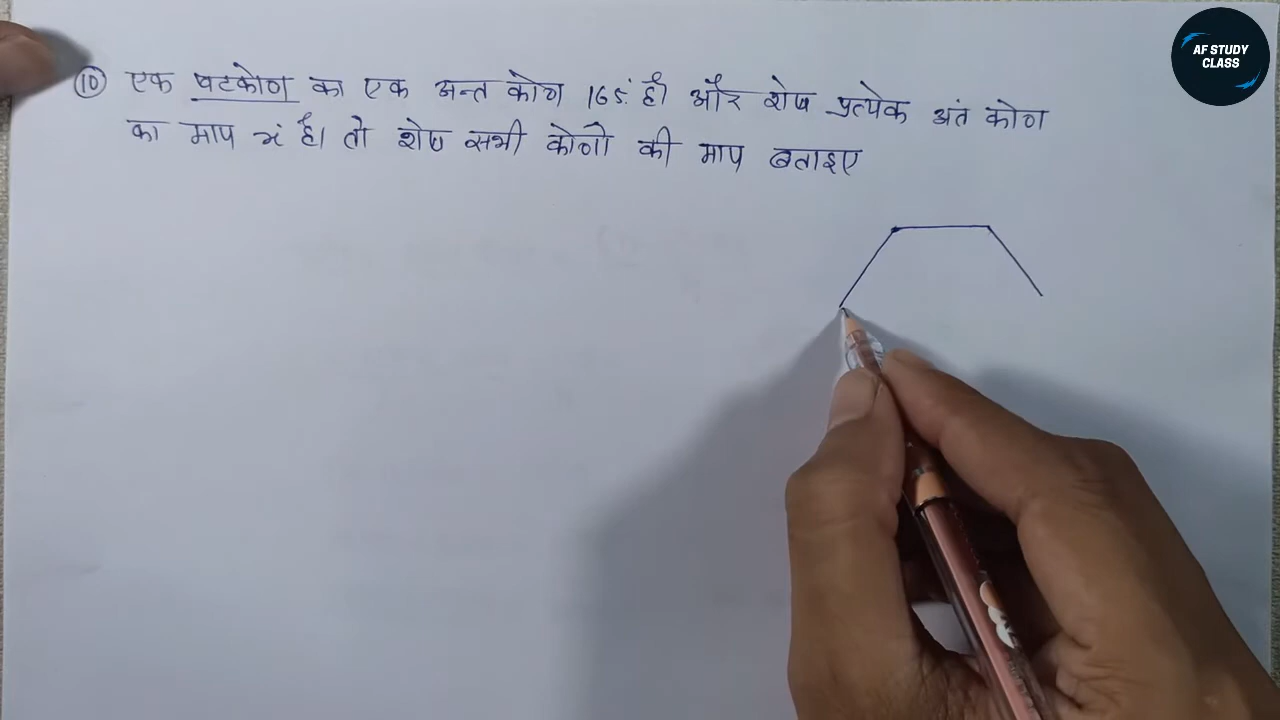 AF STUDY
CLASS
⑩ एक षटकोण का एक अन्त कोण 165° है। और शेष प्रत्येक अंत कोण
का माप x° है। तो शेष सभी कोणो की माप बताइए